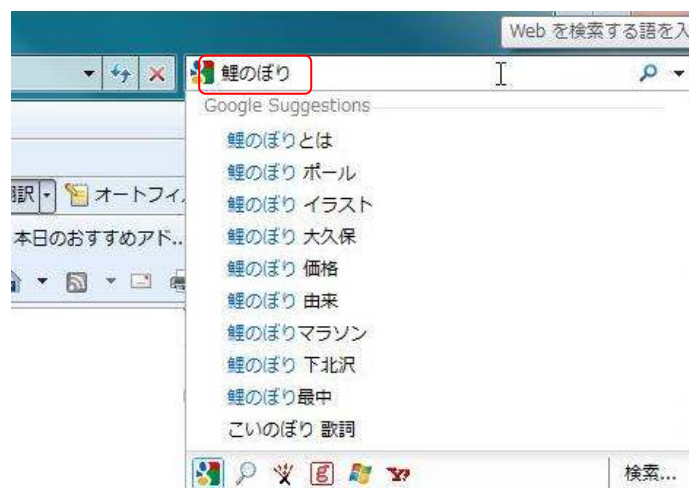 Web を検索する語を入
鯉のぼり
Google Suggestions
鯉のぼりとは
鯉のぼり ポール
訳 オートフィ
鯉のぼり イラスト
本日のおすすめアド..
鯉のぼり 大久保
鯉のぼり 価格
鯉のぼり 由来
鯉のぼりマラソン
鯉のぼり 下北沢
鯉のぼり最中
こいのぼり 歌詞
検索...